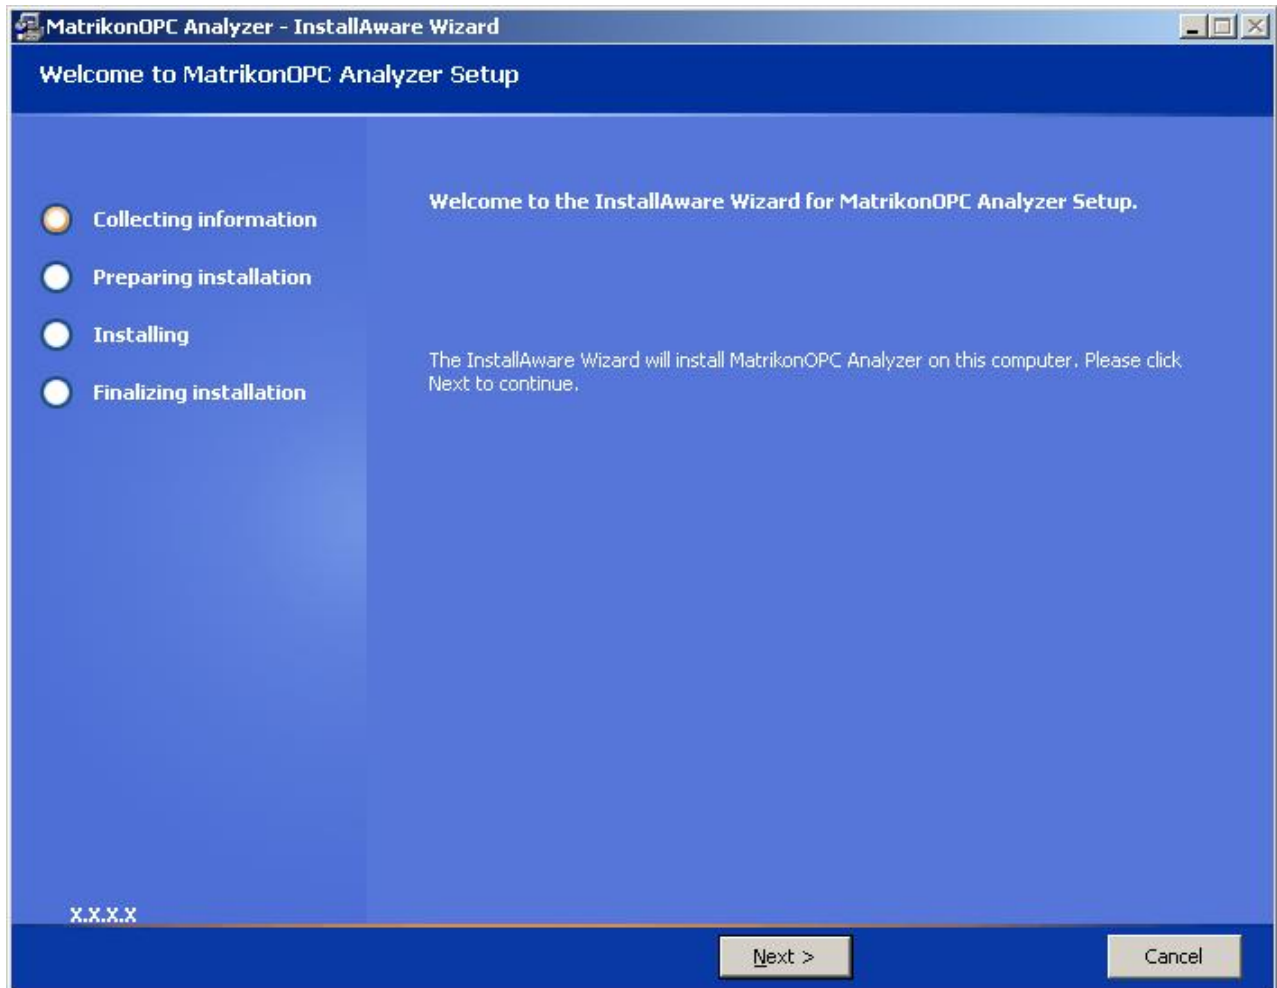 MatrikonOPC Analyzer - InstallAware Wizard
Welcome to MatrikonOPC Analyzer Setup
Collecting information
Preparing installation
Installing
Finalizing installation
Welcome to the InstallAware Wizard for MatrikonOPC Analyzer Setup.
The InstallAware Wizard will install MatrikonOPC Analyzer on this computer. Please click
Next to continue.
X.X.X.X
Next >
Cancel